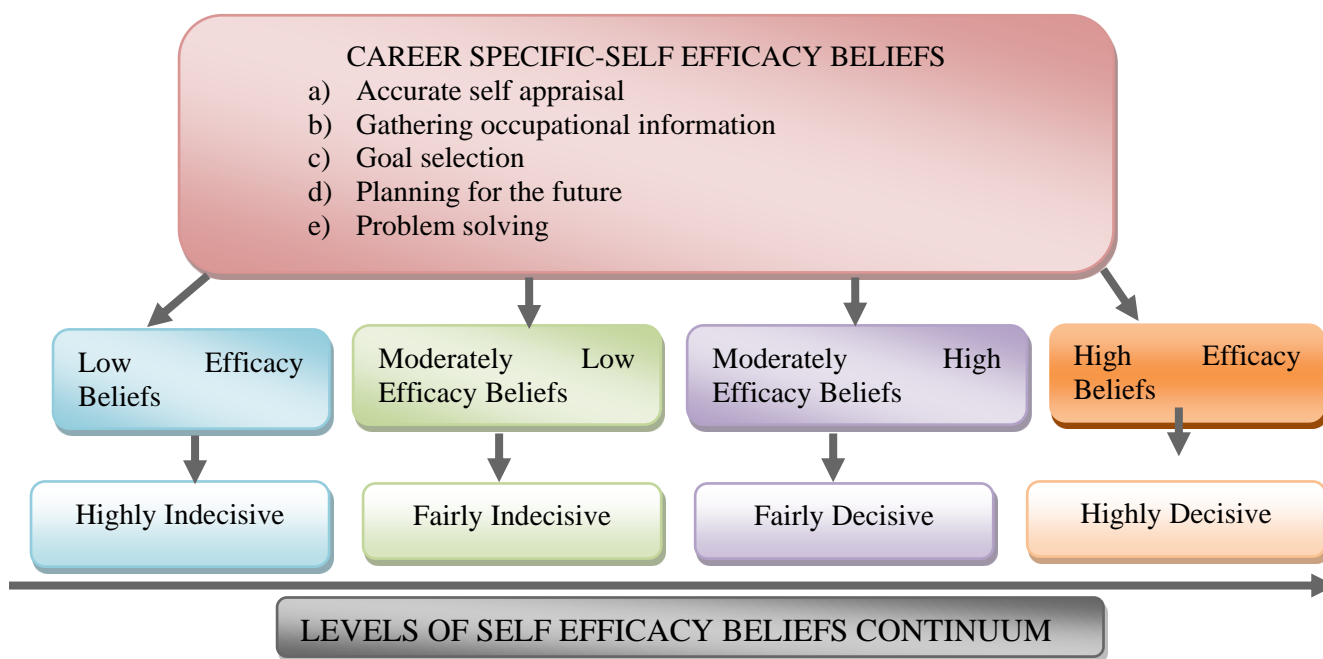 CAREER SPECIFIC-SELF EFFICACY BELIEFS
a) Accurate self appraisal
b) Gathering occupational information
c) Goal selection
d) Planning for the future
e) Problem solving
Low Efficacy
Beliefs
Moderately Low
Efficacy Beliefs
Moderately High
Efficacy Beliefs
High Efficacy
Beliefs
Highly Indecisive
Fairly Indecisive
Fairly Decisive
Highly Decisive
LEVELS OF SELF EFFICACY BELIEFS CONTINUUM